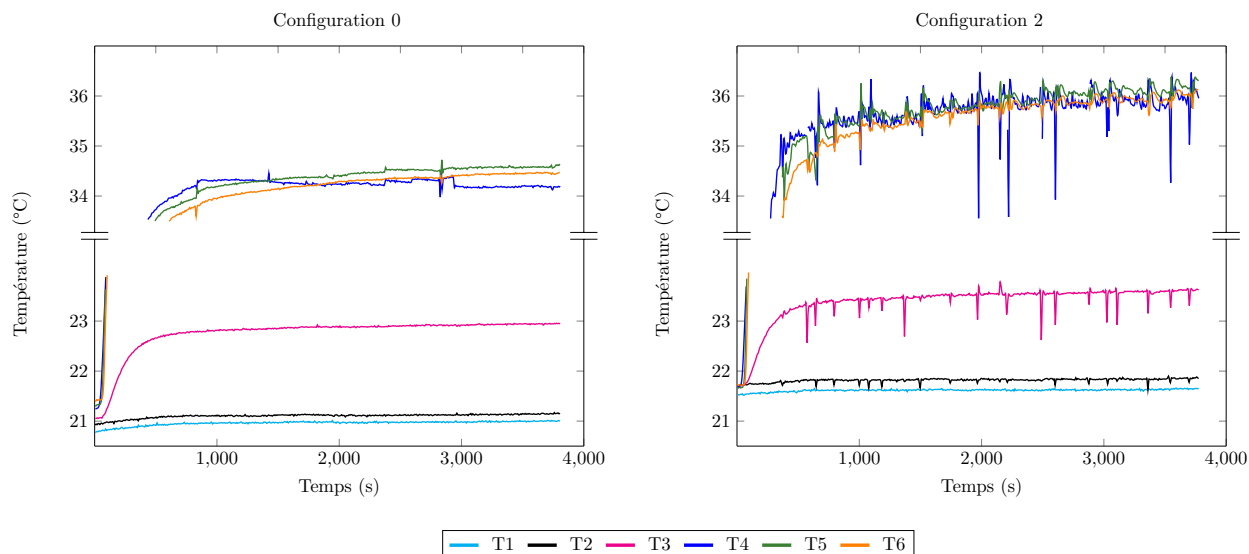 Configuration 0
Configuration 2
36
35
34
23
22
21
1,000
2,000
3,000
4,000
Temps (s)
Température (°C)
Température (°C)
36
35
34
23
22
21
1,000
2,000
3,000
4,000
Temps (s)
Température (°C)
Température (°C)
T1 T2 T3 T4 T5 T6